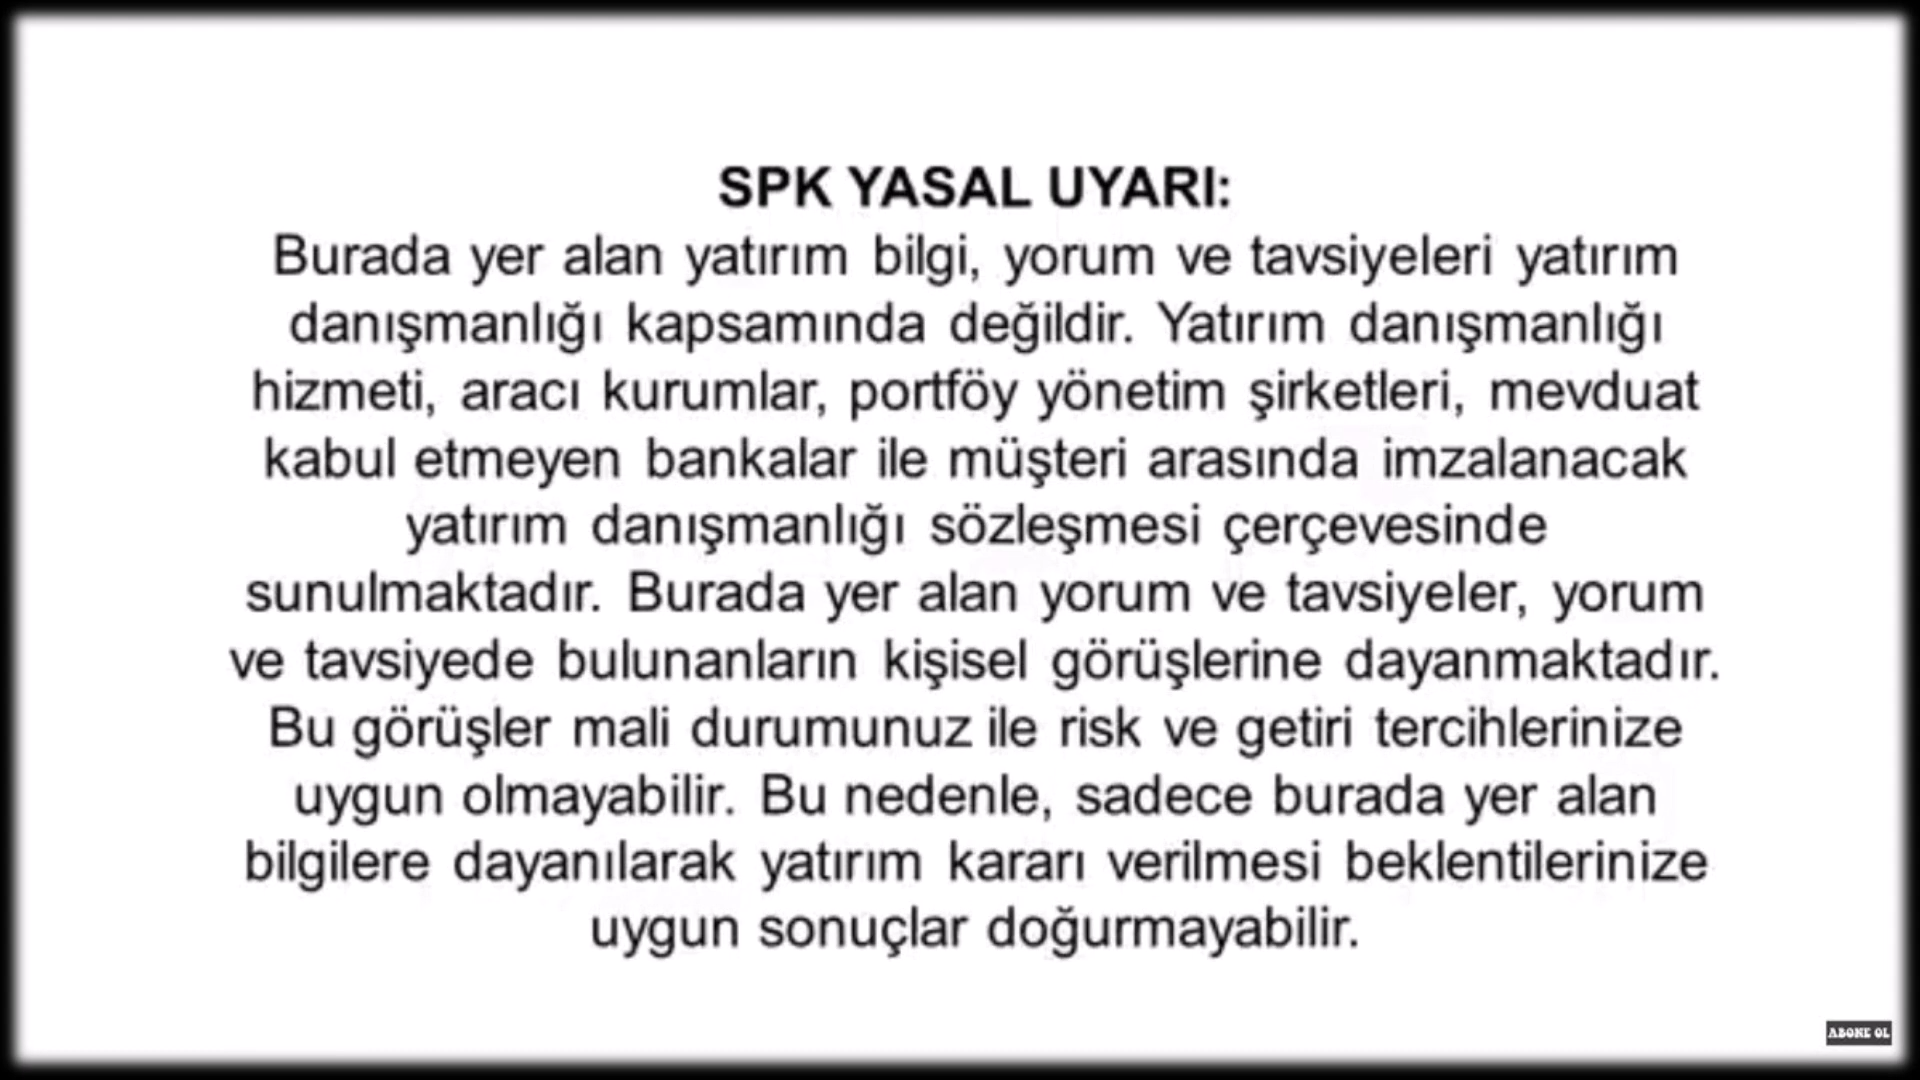 SPK YASAL UYARI:
Burada yer alan yatırım bilgi, yorum ve tavsiyeleri yatırım
danışmanlığı kapsamında değildir. Yatırım danışmanlığı
hizmeti, aracı kurumlar, portföy yönetim şirketleri, mevduat
kabul etmeyen bankalar ile müşteri arasında imzalanacak
yatırım danışmanlığı sözleşmesi çerçevesinde
sunulmaktadır. Burada yer alan yorum ve tavsiyeler, yorum
ve tavsiyede bulunanların kişisel görüşlerine dayanmaktadır.
Bu görüşler mali durumunuz ile risk ve getiri tercihlerinize
uygun olmayabilir. Bu nedenle, sadece burada yer alan
bilgilere dayanılarak yatırım kararı verilmesi beklentilerinize
uygun sonuçlar doğurmayabilir.
ABONE OL